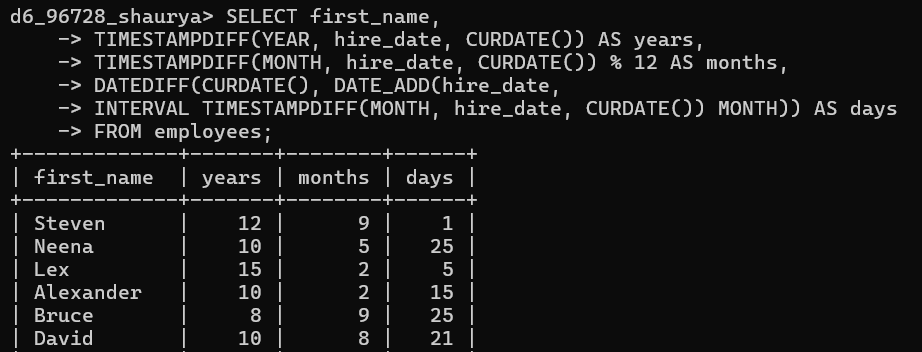 d6_96728_shaurya> SELECT first_name,
    -> TIMESTAMPDIFF(YEAR, hire_date, CURDATE()) AS years,
    -> TIMESTAMPDIFF(MONTH, hire_date, CURDATE()) % 12 AS months,
    -> DATEDIFF(CURDATE(), DATE_ADD(hire_date,
    -> INTERVAL TIMESTAMPDIFF(MONTH, hire_date, CURDATE()) MONTH)) AS days
    -> FROM employees;
+-------------+-------+--------+------+
| first_name  | years | months | days |
+-------------+-------+--------+------+
| Steven      |    12 |      9 |    1 |
| Neena       |    10 |      5 |   25 |
| Lex         |    15 |      2 |    5 |
| Alexander   |    10 |      2 |   15 |
| Bruce       |     8 |      9 |   25 |
| David       |    10 |      8 |   21 |